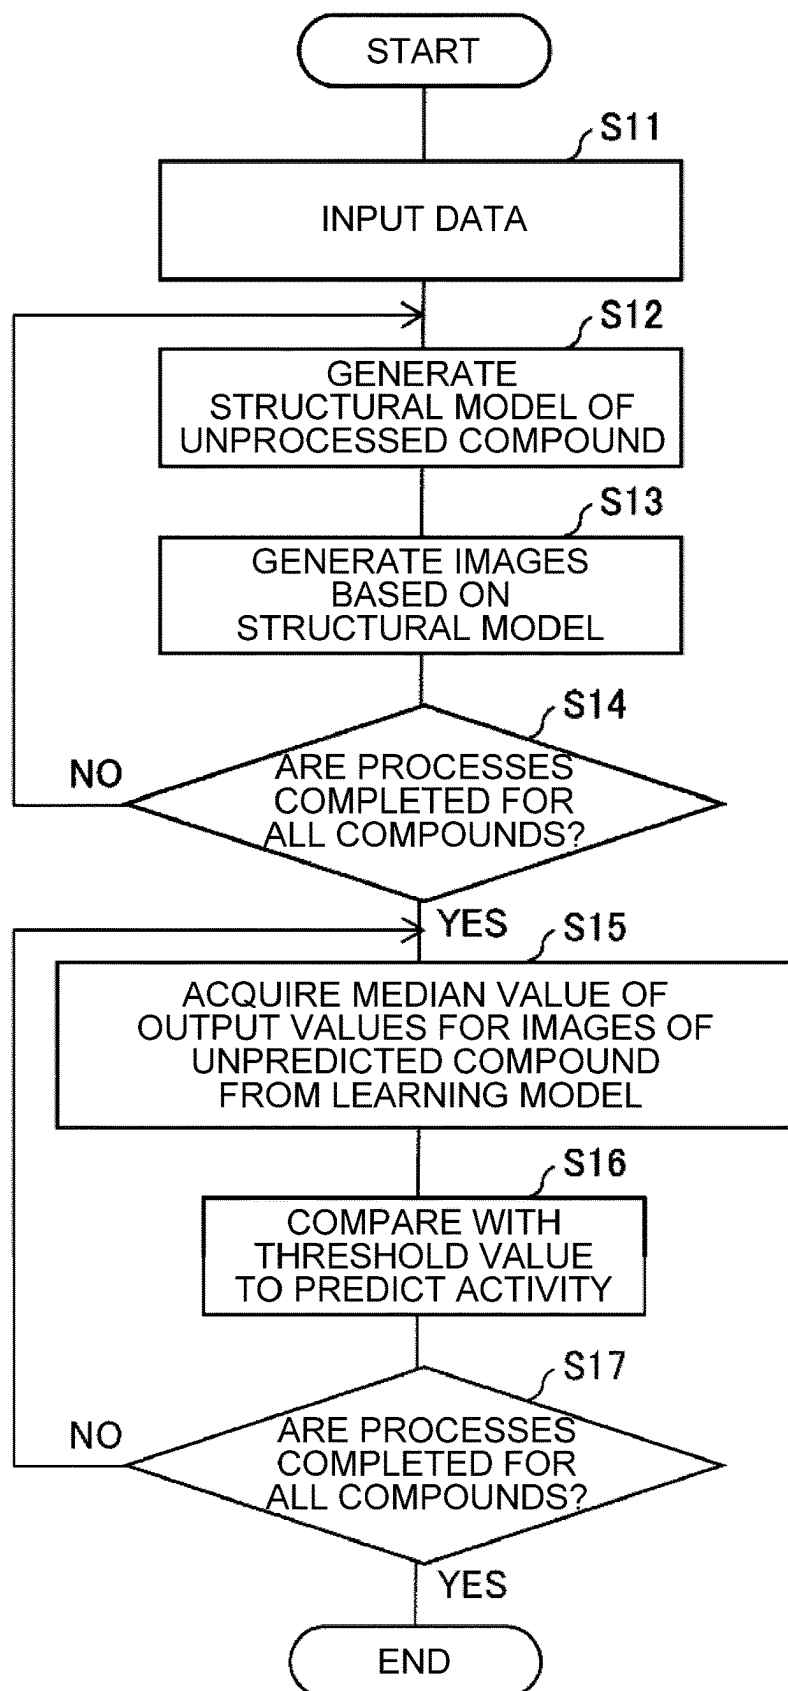 START
S11
INPUT DATA
S12
GENERATE
STRUCTURAL MODEL OF
UNPROCESSED COMPOUND
S13
GENERATE IMAGES
BASED ON
STRUCTURAL MODEL
S14
ARE PROCESSES
COMPLETED FOR
ALL COMPOUNDS?
NO
YES
S15
ACQUIRE MEDIAN VALUE OF
OUTPUT VALUES FOR IMAGES OF
UNPREDICTED COMPOUND
FROM LEARNING MODEL
S16
COMPARE WITH
THRESHOLD VALUE
TO PREDICT ACTIVITY
S17
ARE PROCESSES
COMPLETED FOR
ALL COMPOUNDS?
NO
YES
END